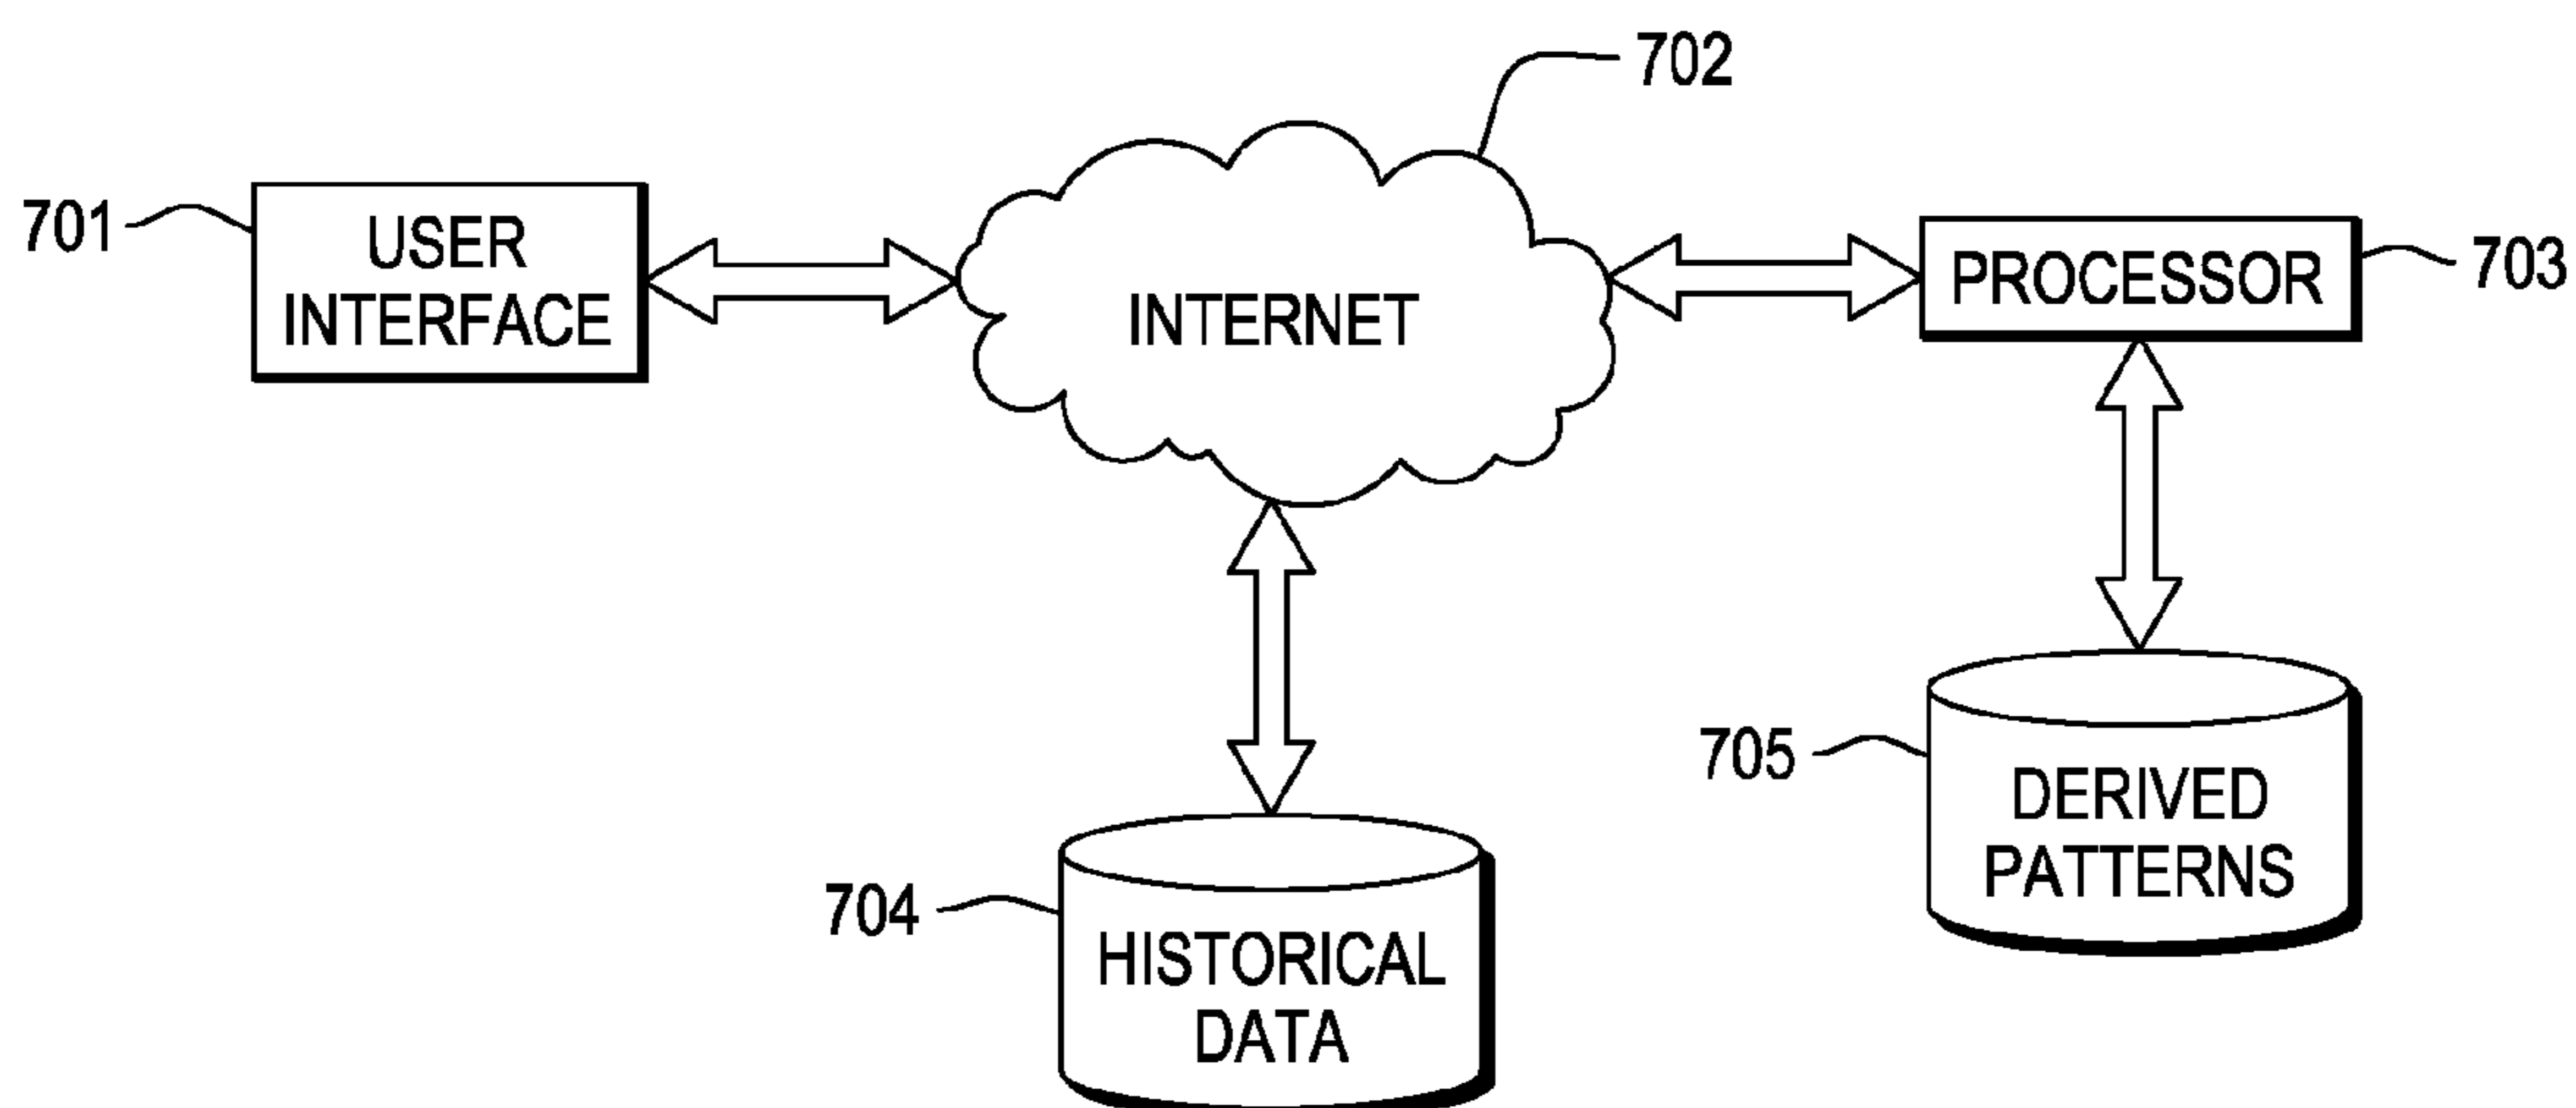 702
701
USER
INTERFACE
INTERNET
PROCESSOR
703
705
DERIVED
PATTERNS
704
HISTORICAL
DATA